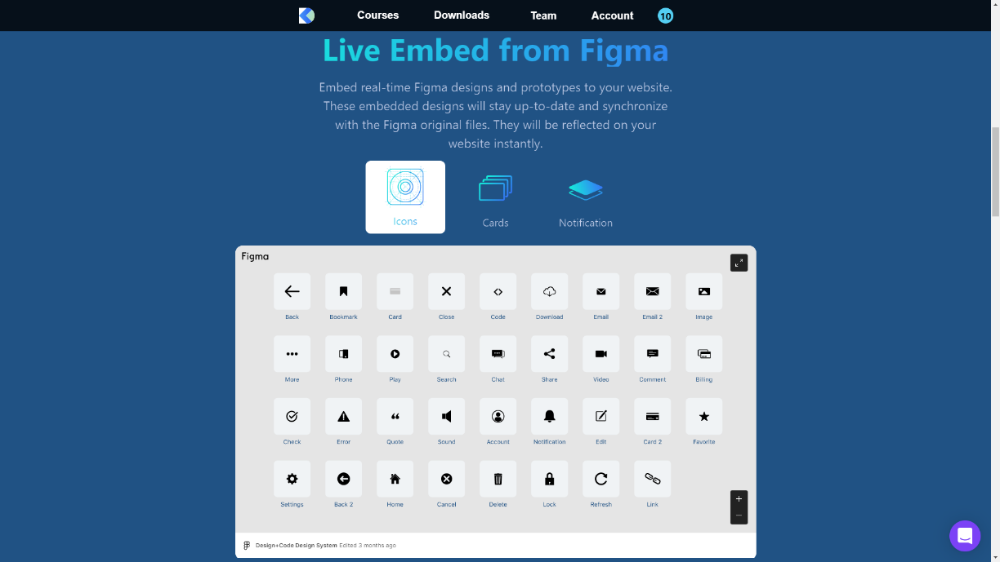 Courses Downloads Team Account 10
Live Embed from Figma
Embed real-time Figma designs and prototypes to your website.
These embedded designs will stay up-to-date and synchronize
with the Figma original files. They will be reflected on your
website instantly.
Icons Cards Notification
Figma
Back Bookmark Card Close Code Download Email Email 2 Image
More Phone Play Search Chat Share Video Comment Billing
Check Error Quote Sound Account Notification Edit Card 2 Favorite
Settings Back 2 Home Cancel Delete Lock Refresh Link
Design+Code Design System Edited 3 months ago